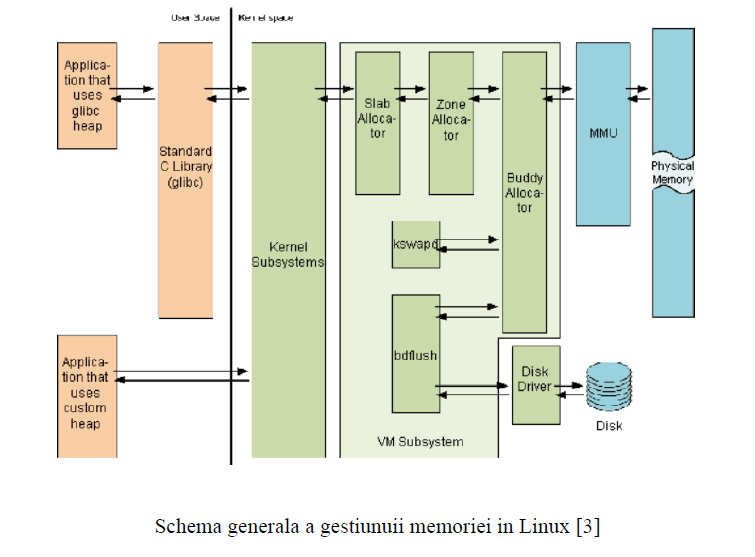 User Space
Kernel space
Applica-
tion that
uses
glibc
heap
Standard
C Library
(glibc)
Kernel
Subsystems
Slab
Alloca-
tor
Zone
Alloca-
tor
Buddy
Alloca-
tor
MMU
Physical
Memory
kswapd
bdflush
Applica-
tion that
uses
custom
heap
Disk
Driver
Disk
VM Subsystem
Schema generala a gestiunuii memoriei in Linux [3]